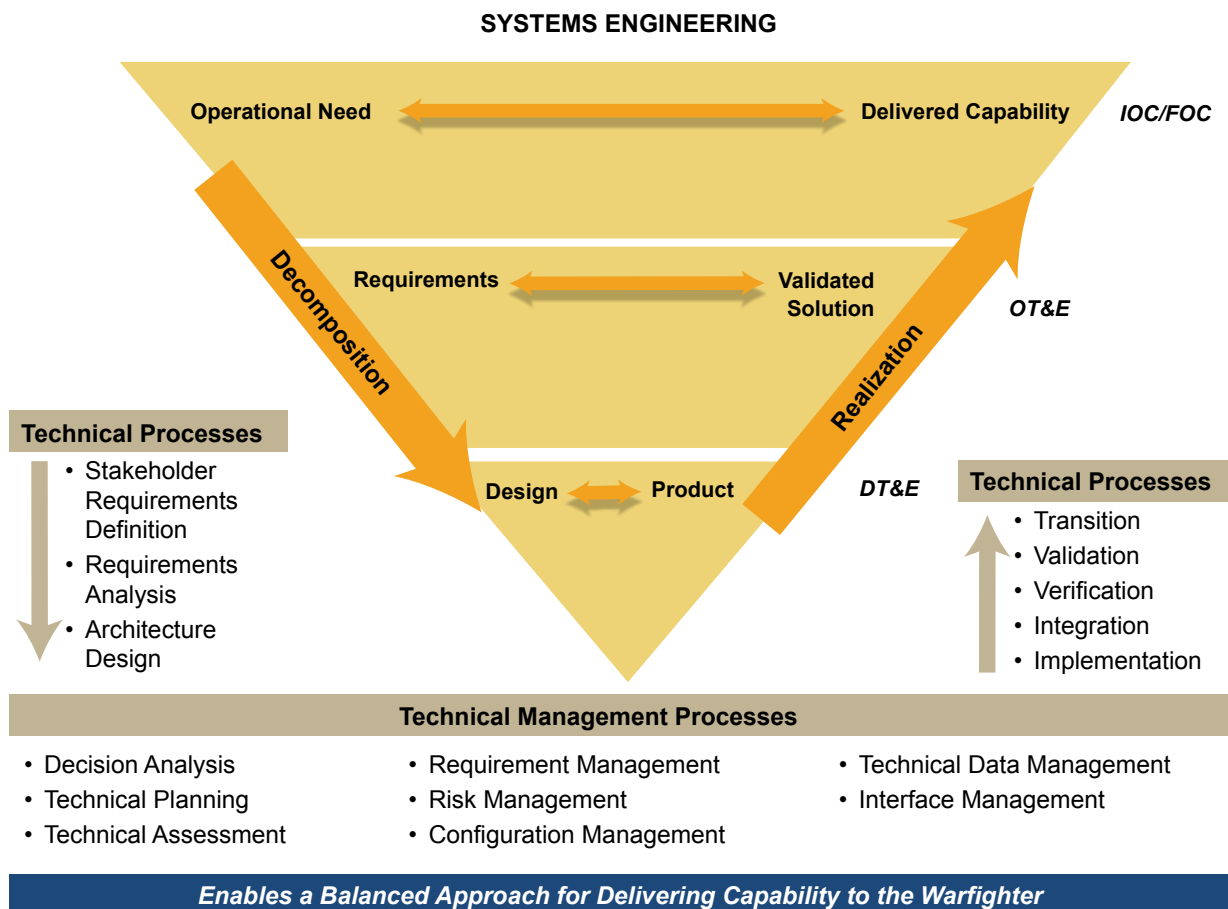 SYSTEMS ENGINEERING
Operational Need
Delivered Capability
IOC/FOC
Decomposition
Requirements
Validated
Solution
Realization
OT&E
Design
Product
DT&E
Technical Processes
• Stakeholder
Requirements
Definition
• Requirements
Analysis
• Architecture
Design
Technical Processes
• Transition
• Validation
• Verification
• Integration
• Implementation
Technical Management Processes
• Decision Analysis
• Technical Planning
• Technical Assessment
• Requirement Management
• Risk Management
• Configuration Management
• Technical Data Management
• Interface Management
Enables a Balanced Approach for Delivering Capability to the Warfighter